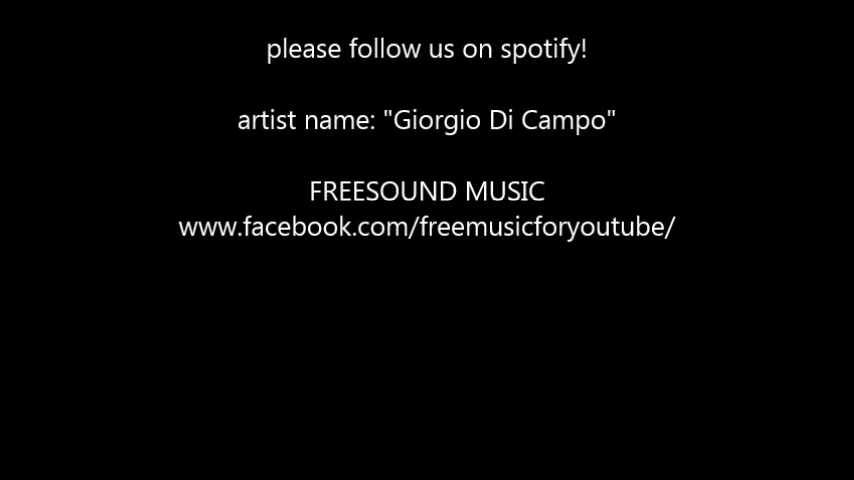 please follow us on spotify!
artist name: "Giorgio Di Campo"
FREESOUND MUSIC
www.facebook.com/freemusicforyoutube/